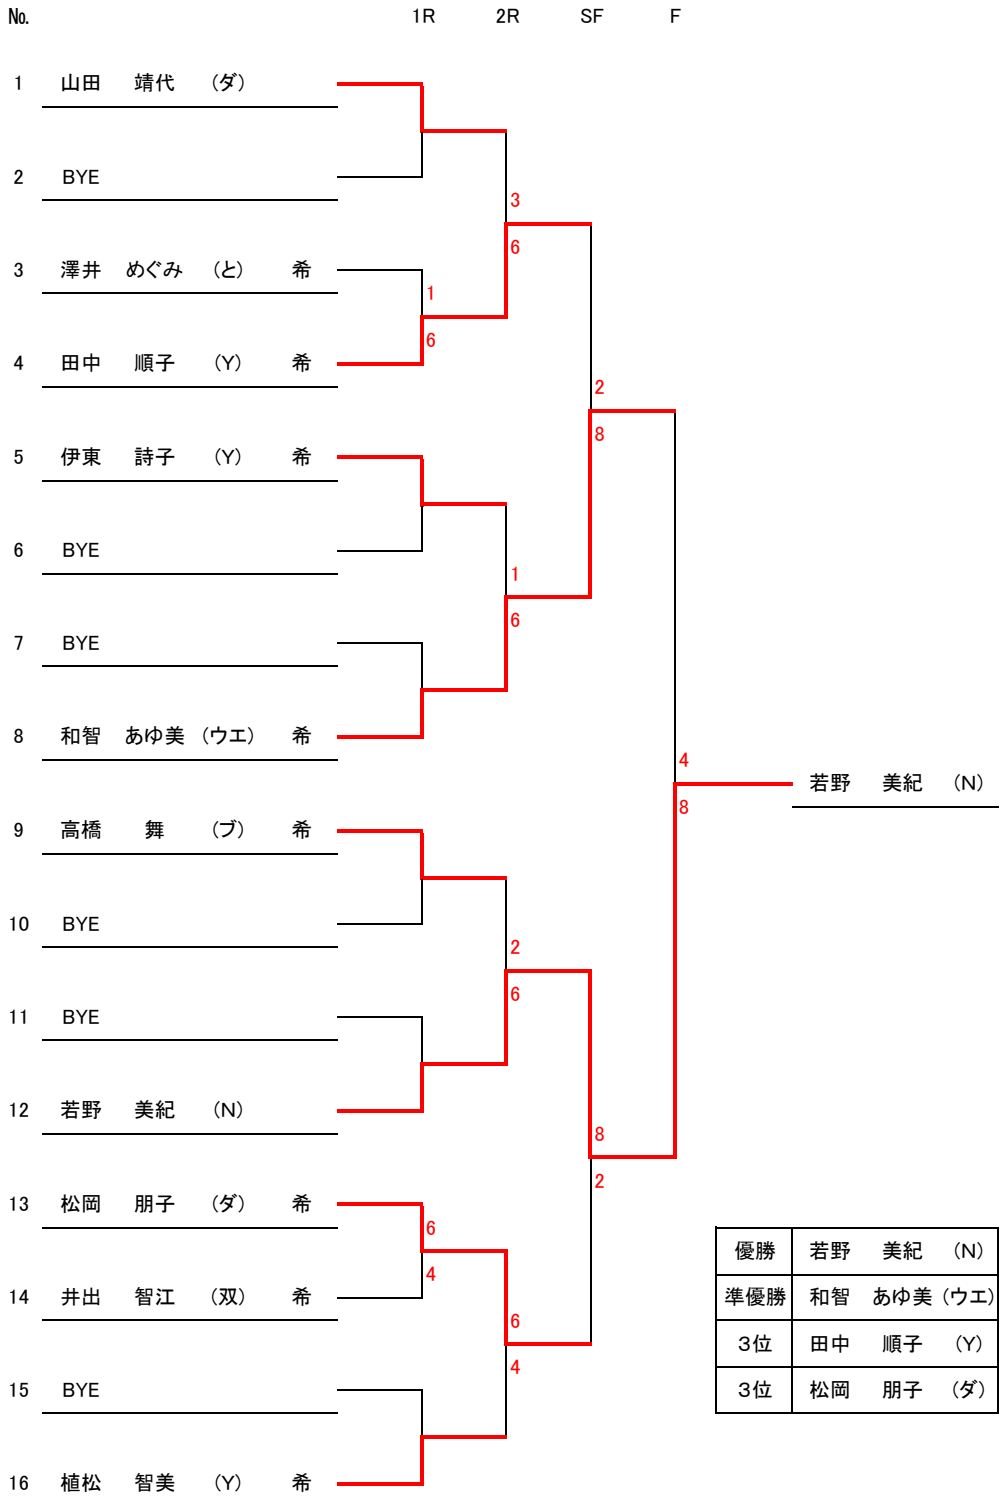 № 1R 2R SF F
1 山田 靖代 (ダ)
2 BYE
3
6
3 澤井 めぐみ (と) 希
1
6
4 田中 順子 (Y) 希
2
8
5 伊東 詩子 (Y) 希
6 BYE
1
6
7 BYE
8 和智 あゆ美 (ウエ) 希
4
若野 美紀 (N)
8
9 高橋 舞 (ブ) 希
10 BYE
2
6
11 BYE
12 若野 美紀 (N)
8
2
13 松岡 朋子 (ダ) 希
6
4
14 井出 智江 (双) 希
6
4
15 BYE
16 植松 智美 (Y) 希
優勝 若野 美紀 (N)
準優勝 和智 あゆ美 (ウエ)
3位 田中 順子 (Y)
3位 松岡 朋子 (ダ)